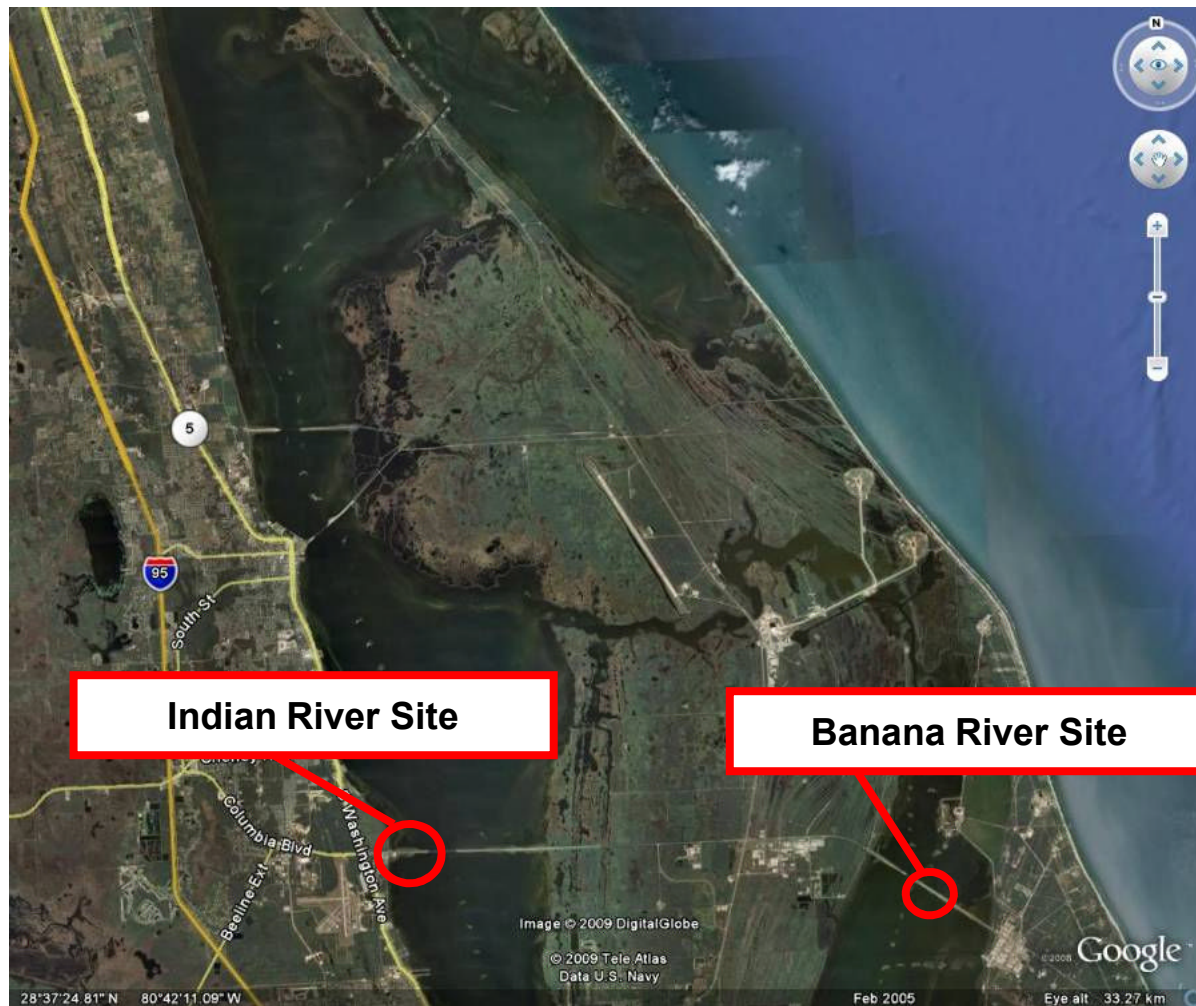 N
5
95
South St
Indian River Site
Banana River Site
Columbia Blvd
S Washington Ave
Beeline Ext
Image © 2009 DigitalGlobe
© 2009 Tele Atlas
Data U.S. Navy
© 2008 Google
28°37'24.81" N 80°42'11.09" W
Feb 2005
Eye alt 33.27 km